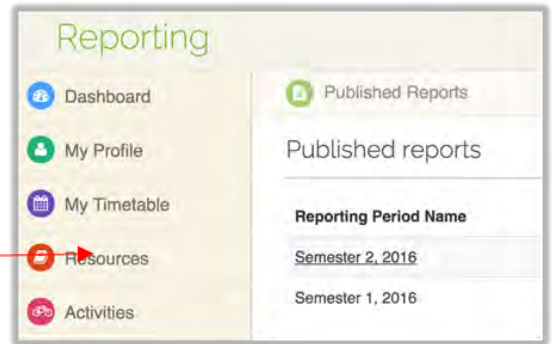 Reporting
Dashboard
My Profile
My Timetable
Resources
Activities
Published Reports
Published reports
Reporting Period Name
Semester 2, 2016
Semester 1, 2016